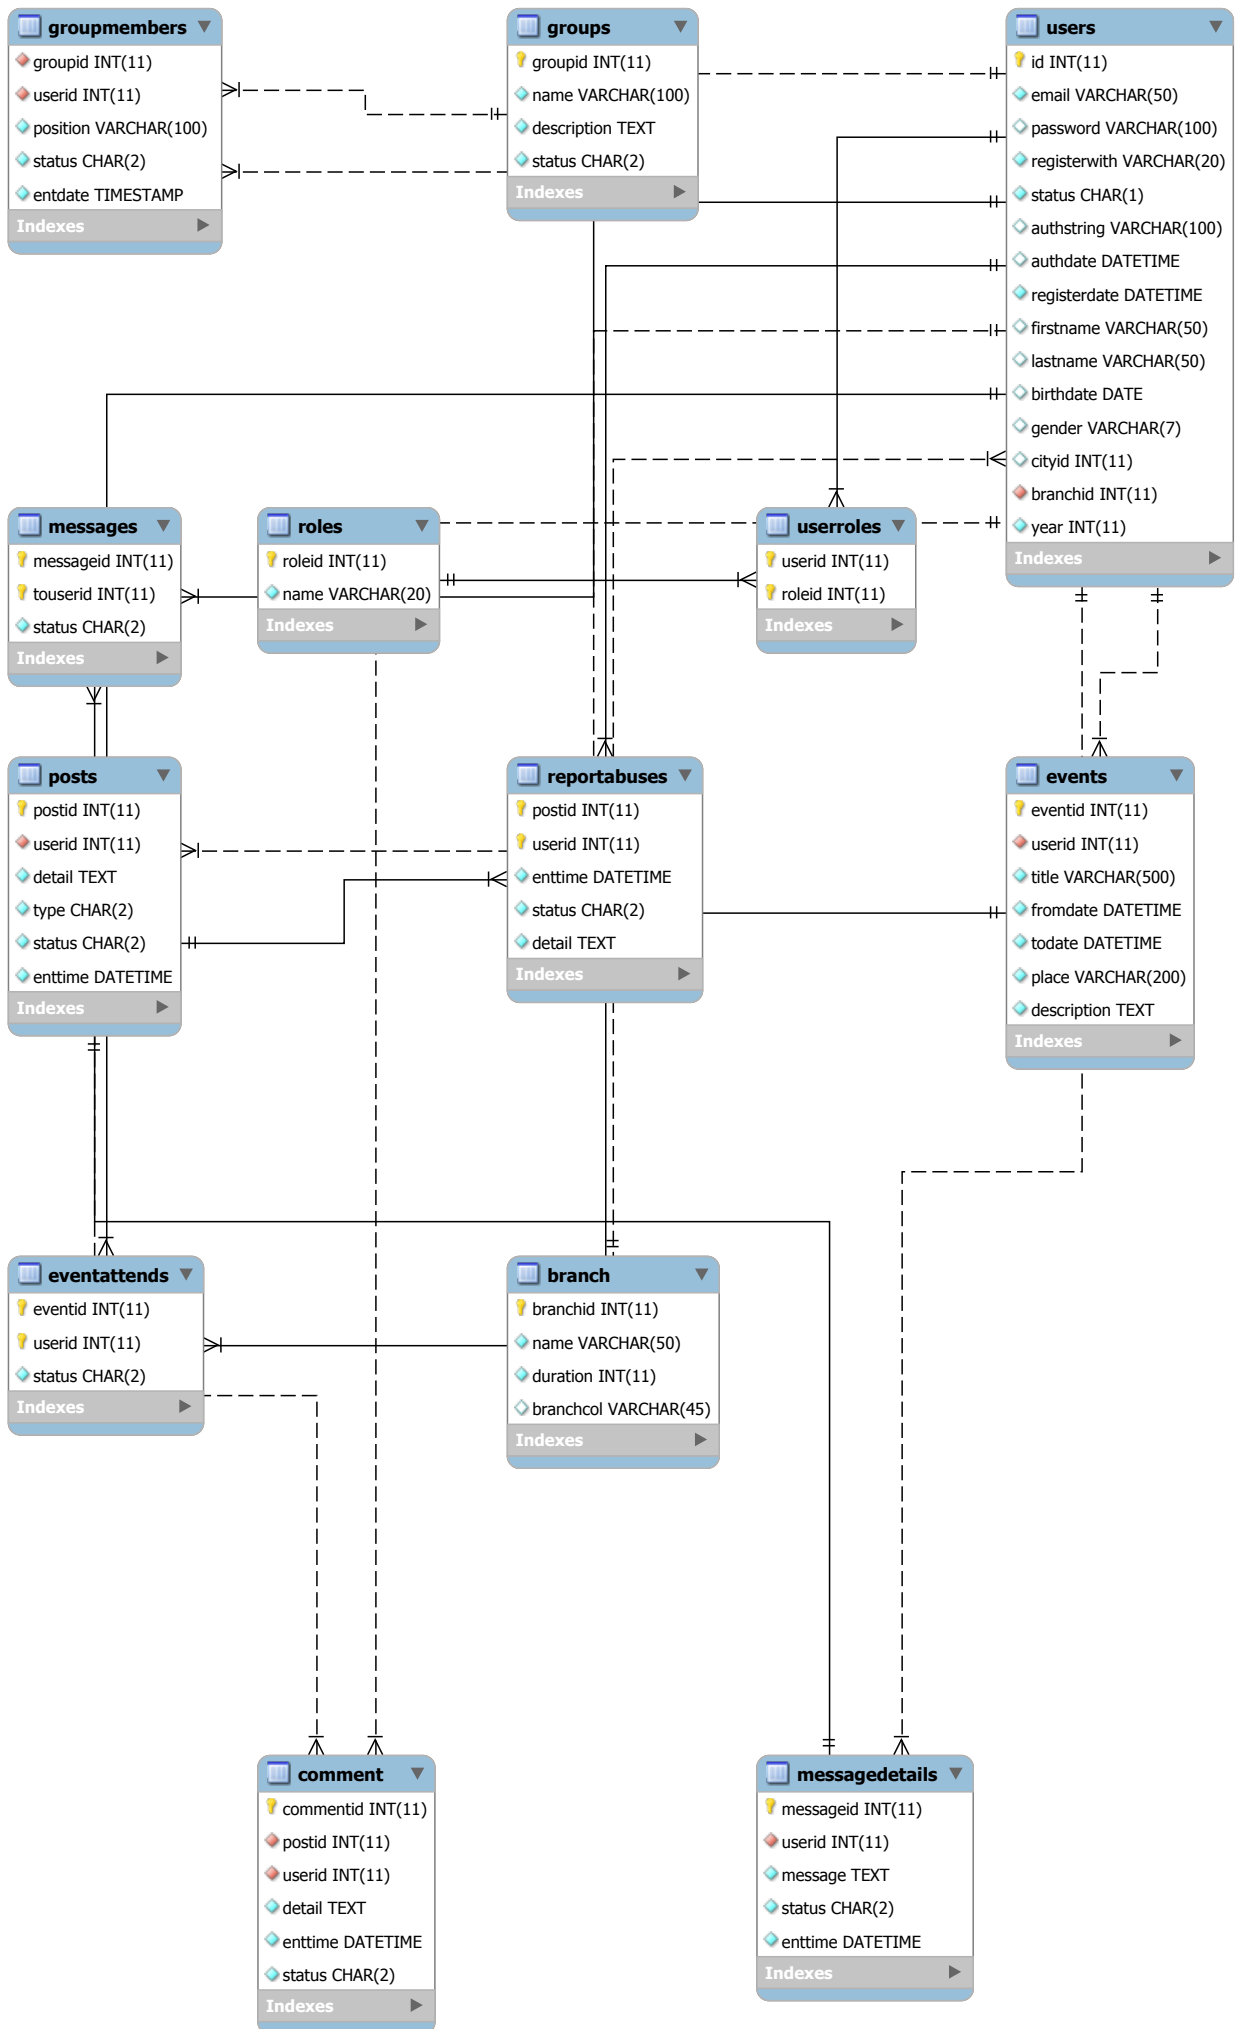 groupmembers
groupid INT(11)
userid INT(11)
position VARCHAR(100)
status CHAR(2)
entdate TIMESTAMP
Indexes
groups
groupid INT(11)
name VARCHAR(100)
description TEXT
status CHAR(2)
Indexes
users
id INT(11)
email VARCHAR(50)
password VARCHAR(100)
registerwith VARCHAR(20)
status CHAR(1)
authstring VARCHAR(100)
authdate DATETIME
registerdate DATETIME
firstname VARCHAR(50)
lastname VARCHAR(50)
birthdate DATE
gender VARCHAR(7)
cityid INT(11)
branchid INT(11)
year INT(11)
Indexes
messages
messageid INT(11)
touserid INT(11)
status CHAR(2)
Indexes
roles
roleid INT(11)
name VARCHAR(20)
Indexes
userroles
userid INT(11)
roleid INT(11)
Indexes
posts
postid INT(11)
userid INT(11)
detail TEXT
type CHAR(2)
status CHAR(2)
enttime DATETIME
Indexes
reportabuses
postid INT(11)
userid INT(11)
enttime DATETIME
status CHAR(2)
detail TEXT
Indexes
events
eventid INT(11)
userid INT(11)
title VARCHAR(500)
fromdate DATETIME
todate DATETIME
place VARCHAR(200)
description TEXT
Indexes
eventattends
eventid INT(11)
userid INT(11)
status CHAR(2)
Indexes
branch
branchid INT(11)
name VARCHAR(50)
duration INT(11)
branchcol VARCHAR(45)
Indexes
comment
commentid INT(11)
postid INT(11)
userid INT(11)
detail TEXT
enttime DATETIME
status CHAR(2)
Indexes
messagedetails
messageid INT(11)
userid INT(11)
message TEXT
status CHAR(2)
enttime DATETIME
Indexes